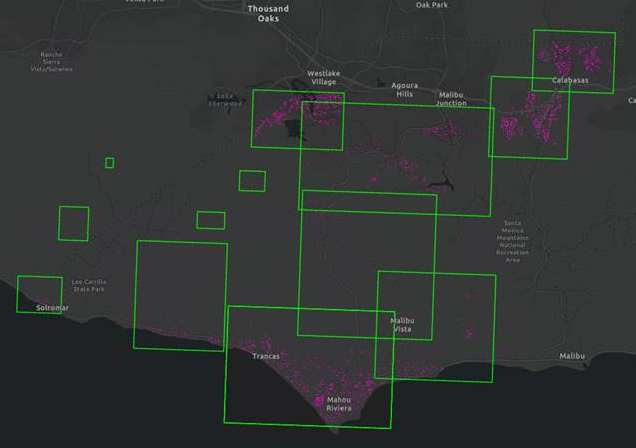 Thousand
Oaks
Oak Park
Rancho
Sierra
Vista/Satwiwa
Westlake
Village
Lake
Sherwood
Agoura
Hills
Malibu
Junction
Calabasas
Santa
Monica
Mountains
National
Recreation
Area
Leo Carrillo
State Park
Solromar
Malibu
Vista
Trancas
Malibu
Mahou
Riviera